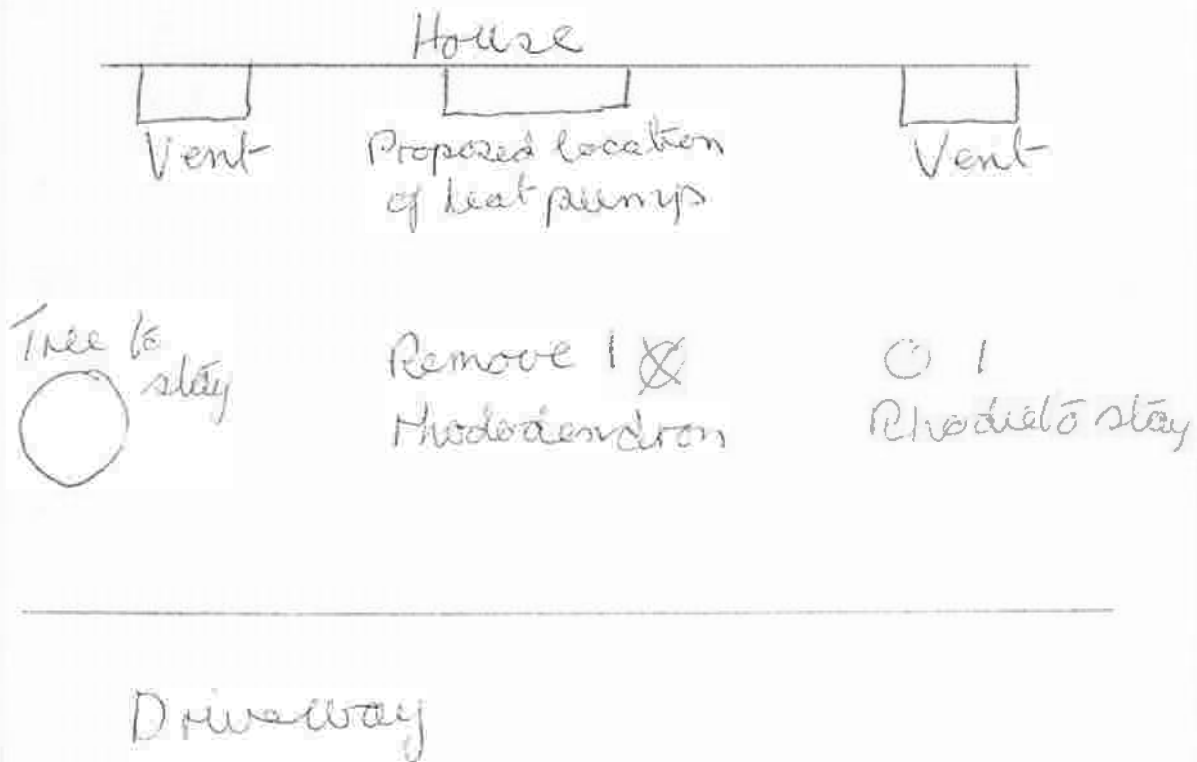 House
Vent
Proposed location
of heat pumps
Vent
Tree to
stay
Remove 1
rhododendron
1
Rhodie to stay
Driveway